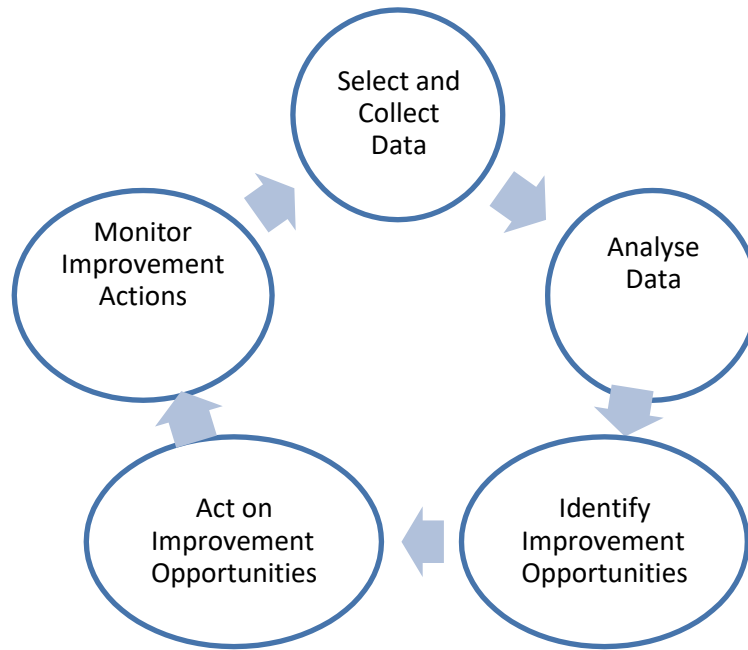 Select and
Collect
Data
Analyse
Data
Identify
Improvement
Opportunities
Act on
Improvement
Opportunities
Monitor
Improvement
Actions